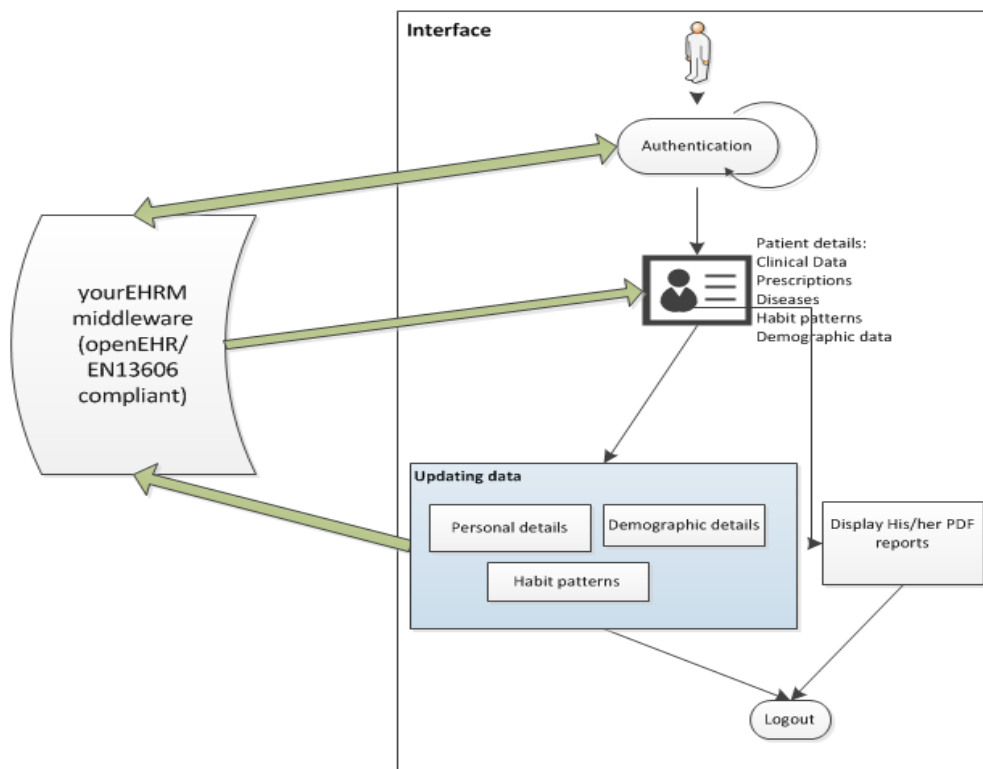 Interface
Authentication
Patient details:
Clinical Data
Prescriptions
Diseases
Habit patterns
Demographic data
yourEHRM
middleware
(openEHR/
EN13606
compliant)
Updating data
Personal details
Demographic details
Habit patterns
Display His/her PDF
reports
Logout